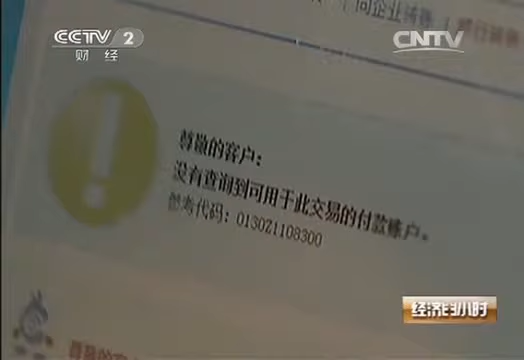 CCTV 2
财经
CNTV
尊敬的客户：
没有查询到可用于此交易的付款账户。
参考代码：013021108300
经济半小时